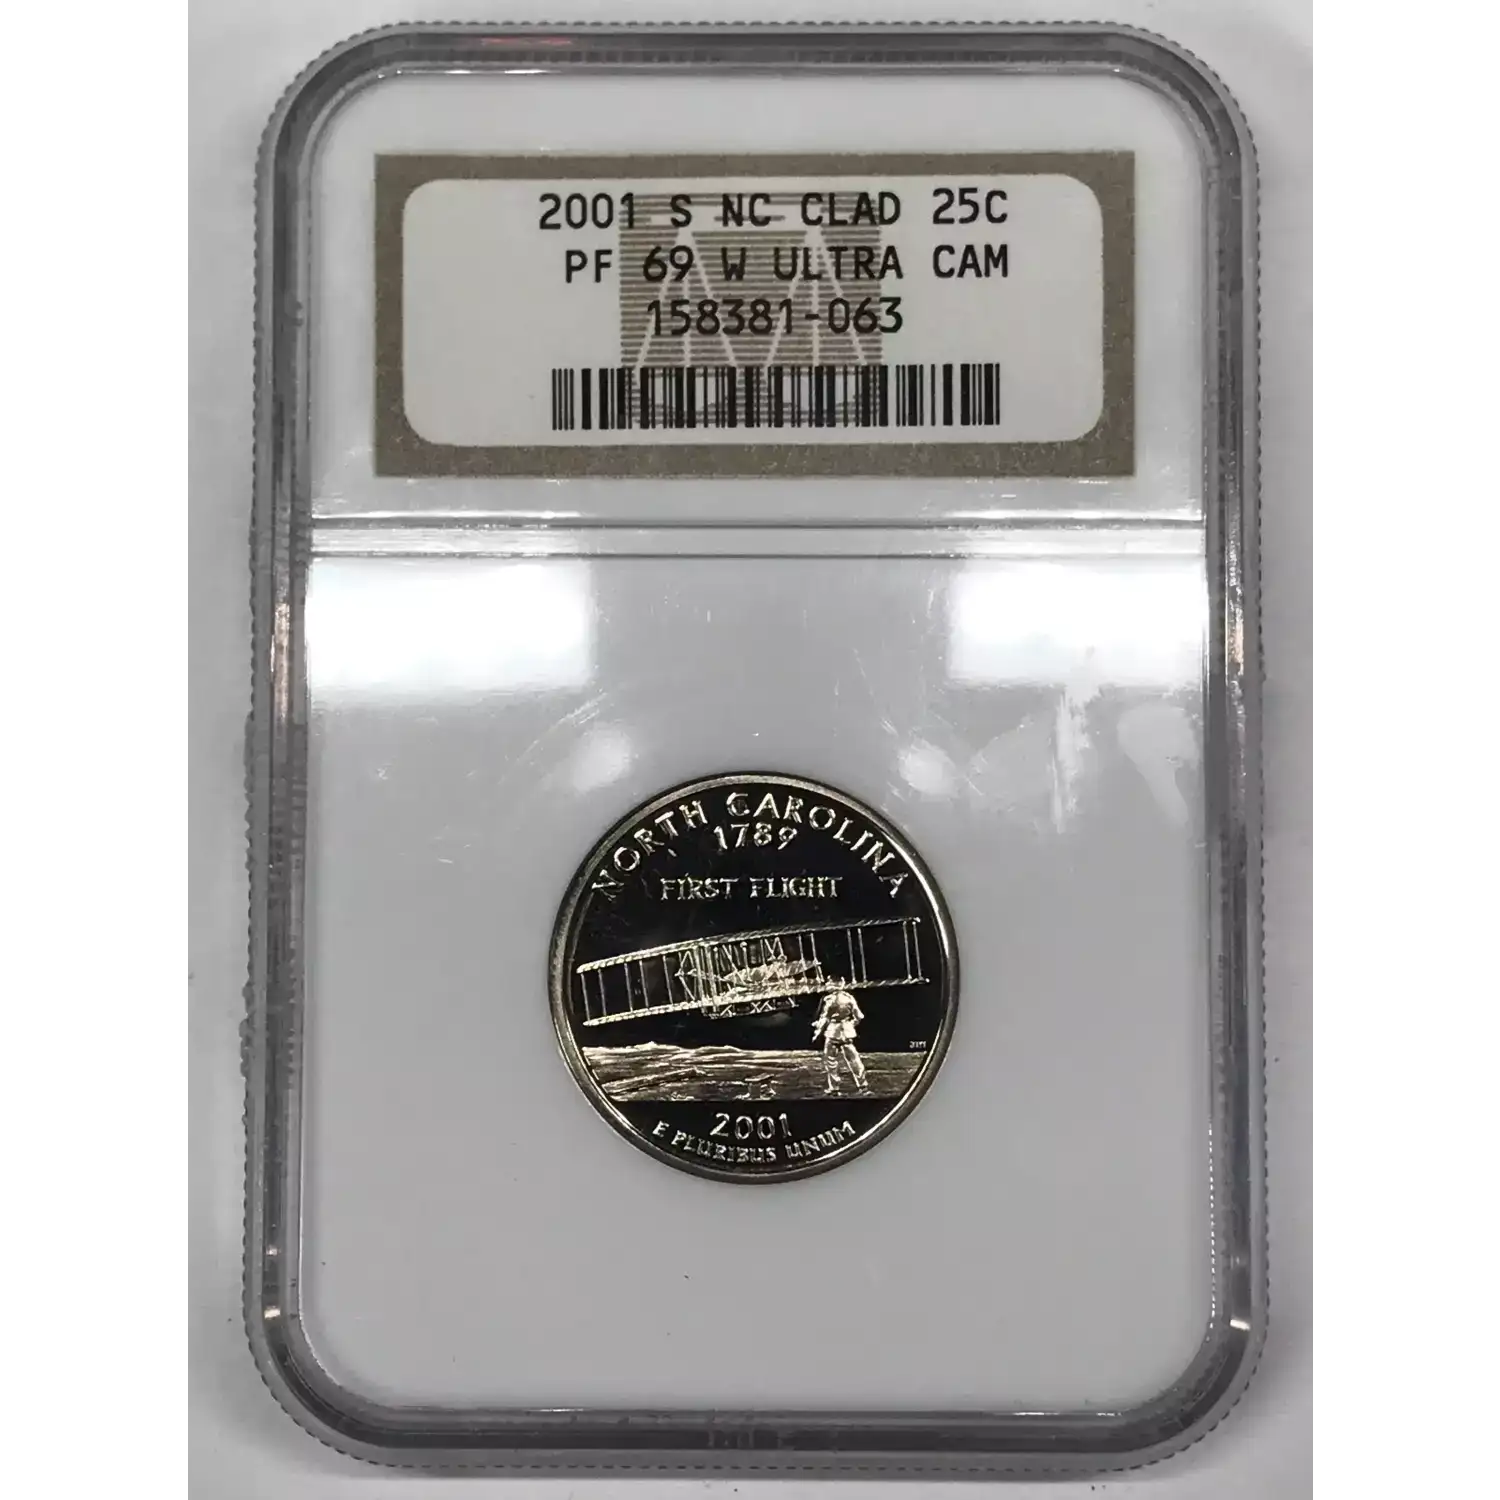 2001 S NC CLAD 25C
PF 69 W ULTRA CAM
158381-063
NORTH CAROLINA
1789
FIRST FLIGHT
2001
E PLURIBUS UNUM